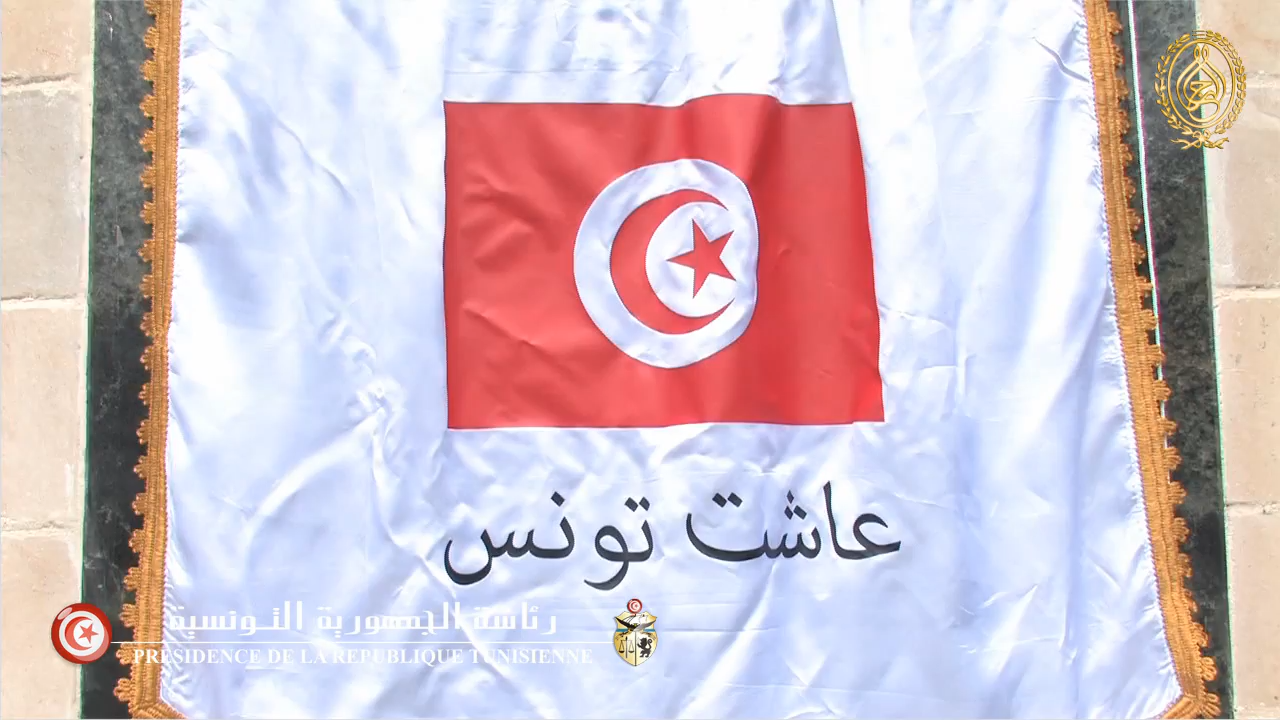 عاشت تونس
رئاسة الجمهورية التونسية
PRESIDENCE DE LA REPUBLIQUE TUNISIENNE